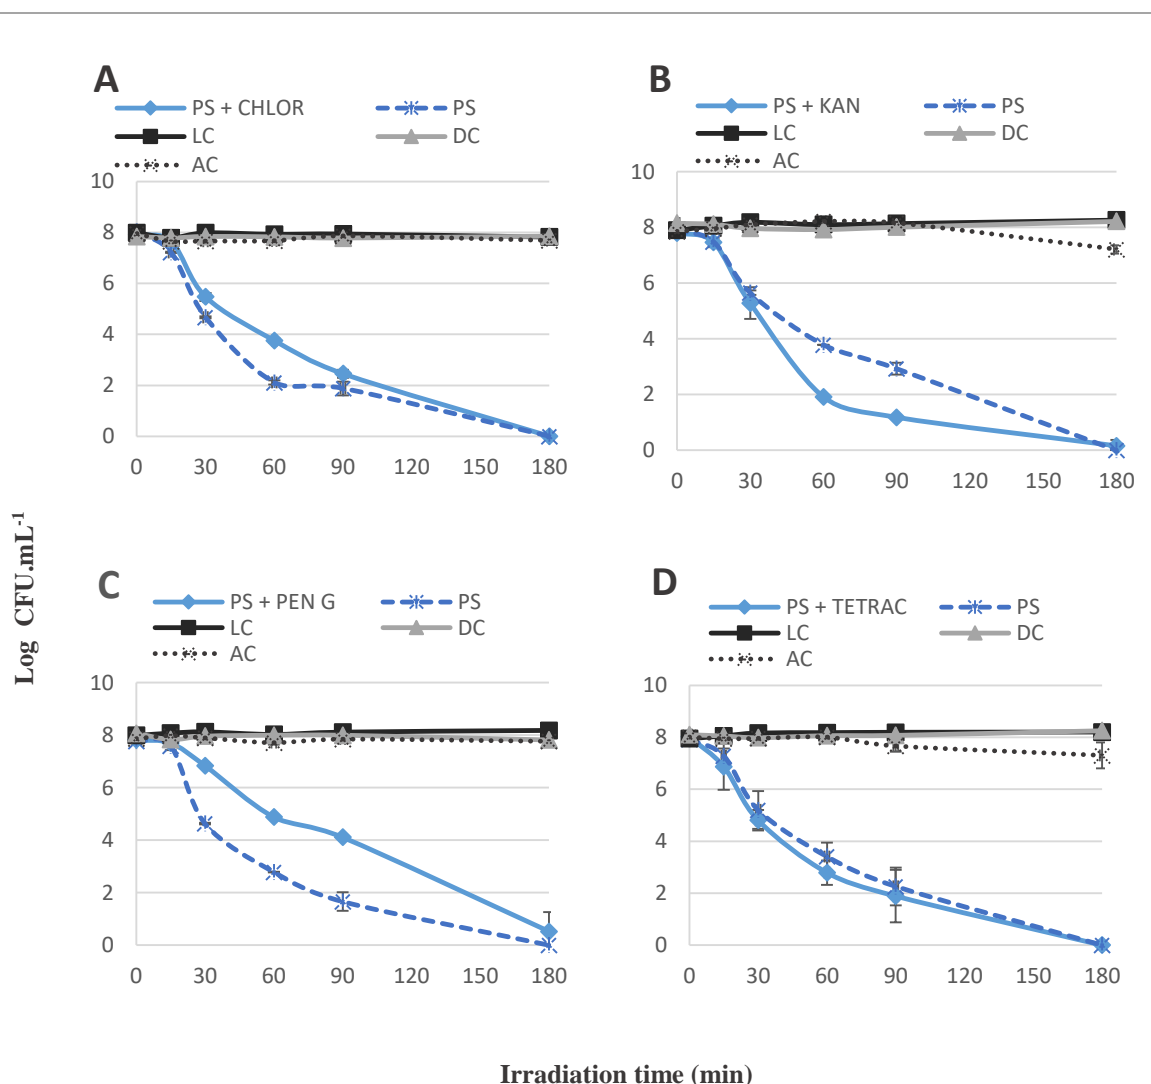 A
PS + CHLOR PS
LC DC
AC
10
8
6
4
2
0
0 30 60 90 120 150 180
B
PS + KAN PS
LC DC
AC
10
8
6
4
2
0
0 30 60 90 120 150 180
Log CFU.mL-1
C
PS + PEN G PS
LC DC
AC
10
8
6
4
2
0
0 30 60 90 120 150 180
D
PS + TETRAC PS
LC DC
AC
10
8
6
4
2
0
0 30 60 90 120 150 180
Irradiation time (min)